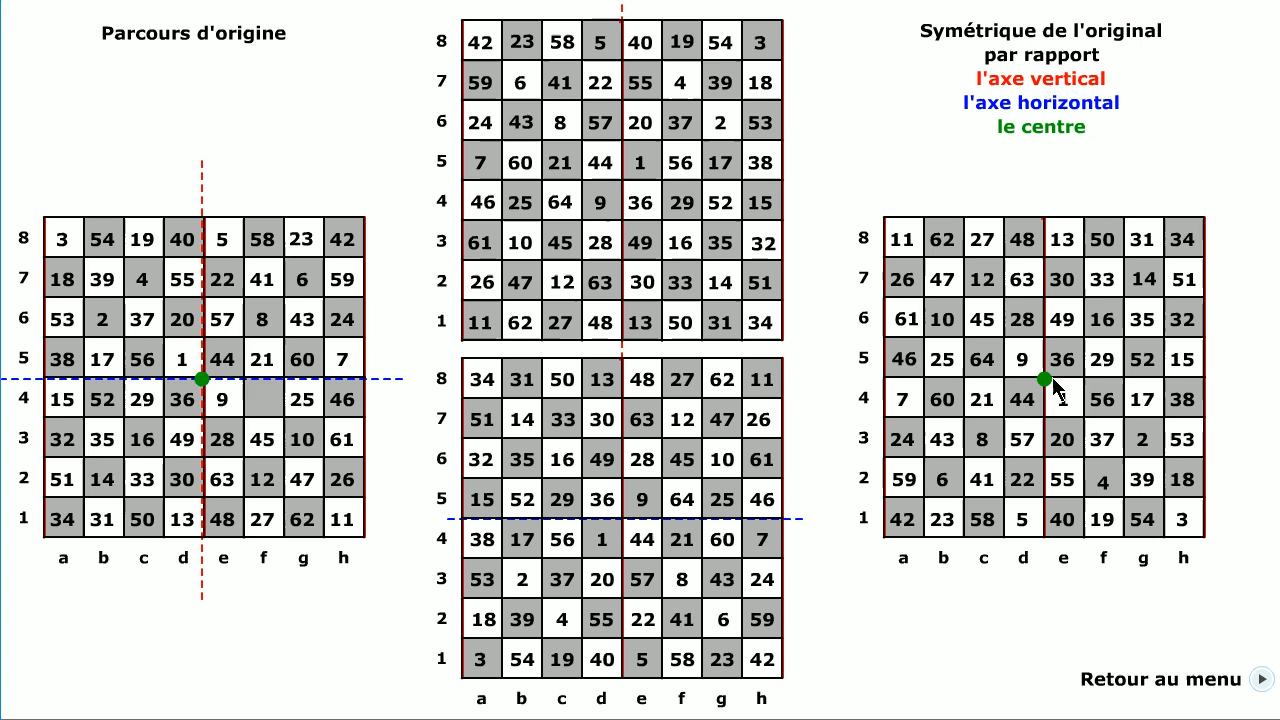 Parcours d'origine
8 3 54 19 40 5 58 23 42
7 18 39 4 55 22 41 6 59
6 53 2 37 20 57 8 43 24
5 38 17 56 1 44 21 60 7
4 15 52 29 36 9 25 46
3 32 35 16 49 28 45 10 61
2 51 14 33 30 63 12 47 26
1 34 31 50 13 48 27 62 11
a b c d e f g h
8 42 23 58 5 40 19 54 3
7 59 6 41 22 55 4 39 18
6 24 43 8 57 20 37 2 53
5 7 60 21 44 1 56 17 38
4 46 25 64 9 36 29 52 15
3 61 10 45 28 49 16 35 32
2 26 47 12 63 30 33 14 51
1 11 62 27 48 13 50 31 34
8 34 31 50 13 48 27 62 11
7 51 14 33 30 63 12 47 26
6 32 35 16 49 28 45 10 61
5 15 52 29 36 9 64 25 46
4 38 17 56 1 44 21 60 7
3 53 2 37 20 57 8 43 24
2 18 39 4 55 22 41 6 59
1 3 54 19 40 5 58 23 42
a b c d e f g h
Symétrique de l'original
par rapport
l'axe vertical
l'axe horizontal
le centre
8 11 62 27 48 13 50 31 34
7 26 47 12 63 30 33 14 51
6 61 10 45 28 49 16 35 32
5 46 25 64 9 36 29 52 15
4 7 60 21 44 1 56 17 38
3 24 43 8 57 20 37 2 53
2 59 6 41 22 55 4 39 18
1 42 23 58 5 40 19 54 3
a b c d e f g h
Retour au menu